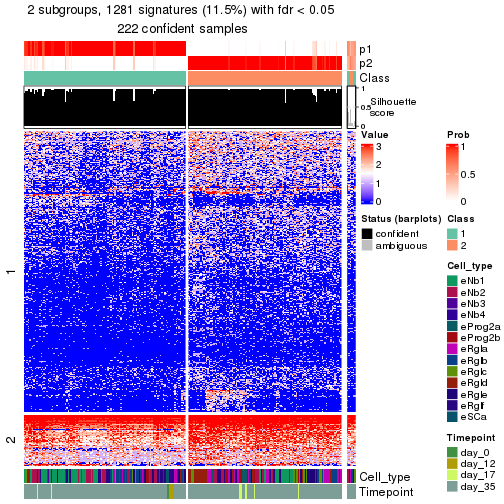 2 subgroups, 1281 signatures (11.5%) with fdr < 0.05
222 confident samples
p1
p2
Class
1
0.5
0
Silhouette
score
1
2
Cell_type
Timepoint
Value
3
2
1
0
Prob
1
0.5
0
Status (barplots)
confident
ambiguous
Class
1
2
Cell_type
eNb1
eNb2
eNb3
eNb4
eProg2a
eProg2b
eRgla
eRglb
eRglc
eRgld
eRgle
eRglf
eSCa
Timepoint
day_0
day_12
day_17
day_35